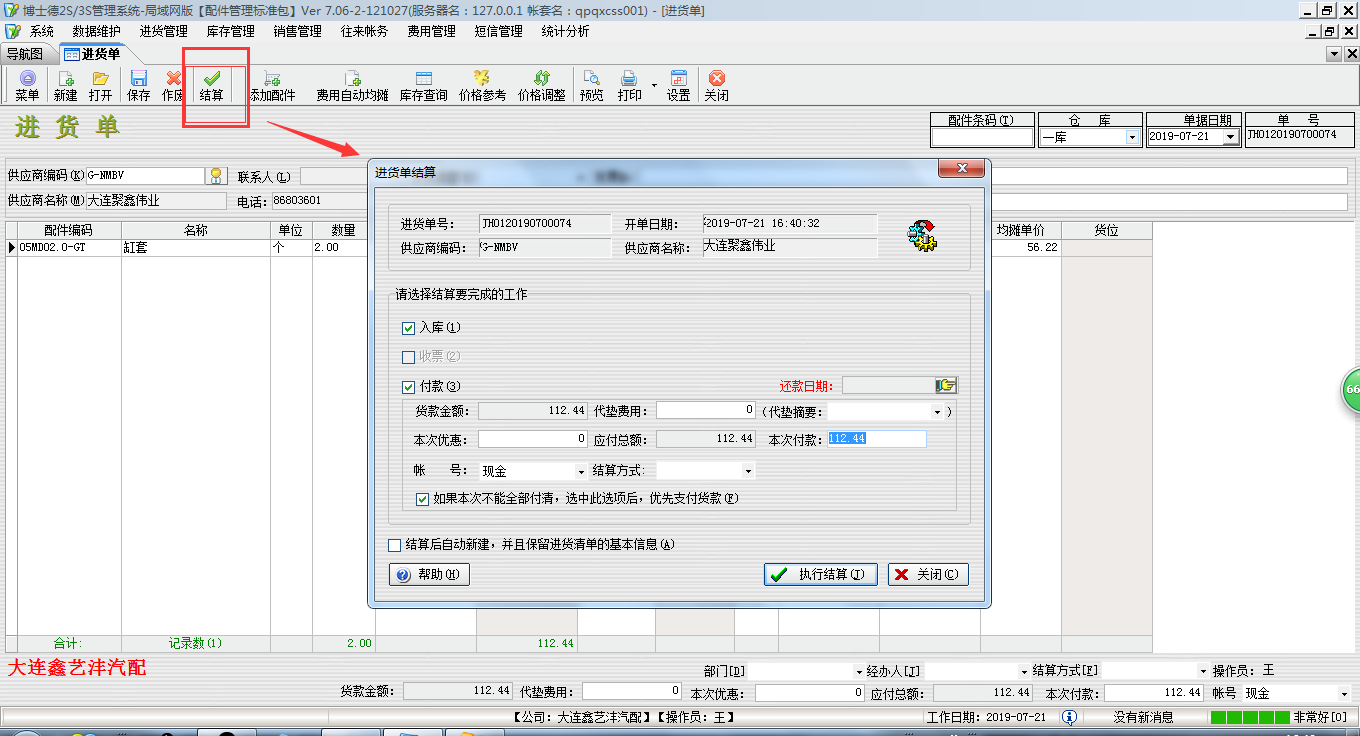 博士德2S/3S管理系统-局域网版【配件管理标准包】Ver 7.06-2-121027(服务器名：127.0.0.1 帐套名：qpqxcss001) - [进货单]
系统 数据维护 进货管理 库存管理 销售管理 往来帐务 费用管理 短信管理 统计分析
导航图 进货单
菜单 新建 打开 保存 作废 结算 添加配件 费用自动均摊 库存查询 价格参考 价格调整 预览 打印 设置 关闭
进货单
配件条码(T) 仓 库 单据日期 单 号
一库 2019-07-21 JH0120190700074
供应商编码(K) G-NMBV 联系人(L)
供应商名称(M) 大连聚鑫伟业 电话: 86803601
配件编码 名称 单位 数量 均摊单价 货位
05MD02.0-GT 缸套 个 2.00 56.22
进货单结算
进货单号: JH0120190700074 开单日期: 2019-07-21 16:40:32
供应商编码: G-NMBV 供应商名称: 大连聚鑫伟业
请选择结算要完成的工作
入库(1)
收票(2)
付款(3) 还款日期:
货款金额: 112.44 代垫费用: 0 (代垫摘要: )
本次优惠: 0 应付总额: 112.44 本次付款: 112.44
帐 号: 现金 结算方式:
如果本次不能全部付清，选中此选项后，优先支付货款(F)
结算后自动新建，并且保留进货清单的基本信息(A)
帮助(H) 执行结算(J) 关闭(C)
合计: 记录数(1) 2.00 112.44
大连鑫艺沣汽配
部门[D] 经办人[J] 结算方式[F] 操作员: 王
货款金额: 112.44 代垫费用: 0 本次优惠: 0 应付总额: 112.44 本次付款: 112.44 帐号 现金
【公司: 大连鑫艺沣汽配】【操作员: 王】 工作日期: 2019-07-21 没有新消息 非常好[0]
66